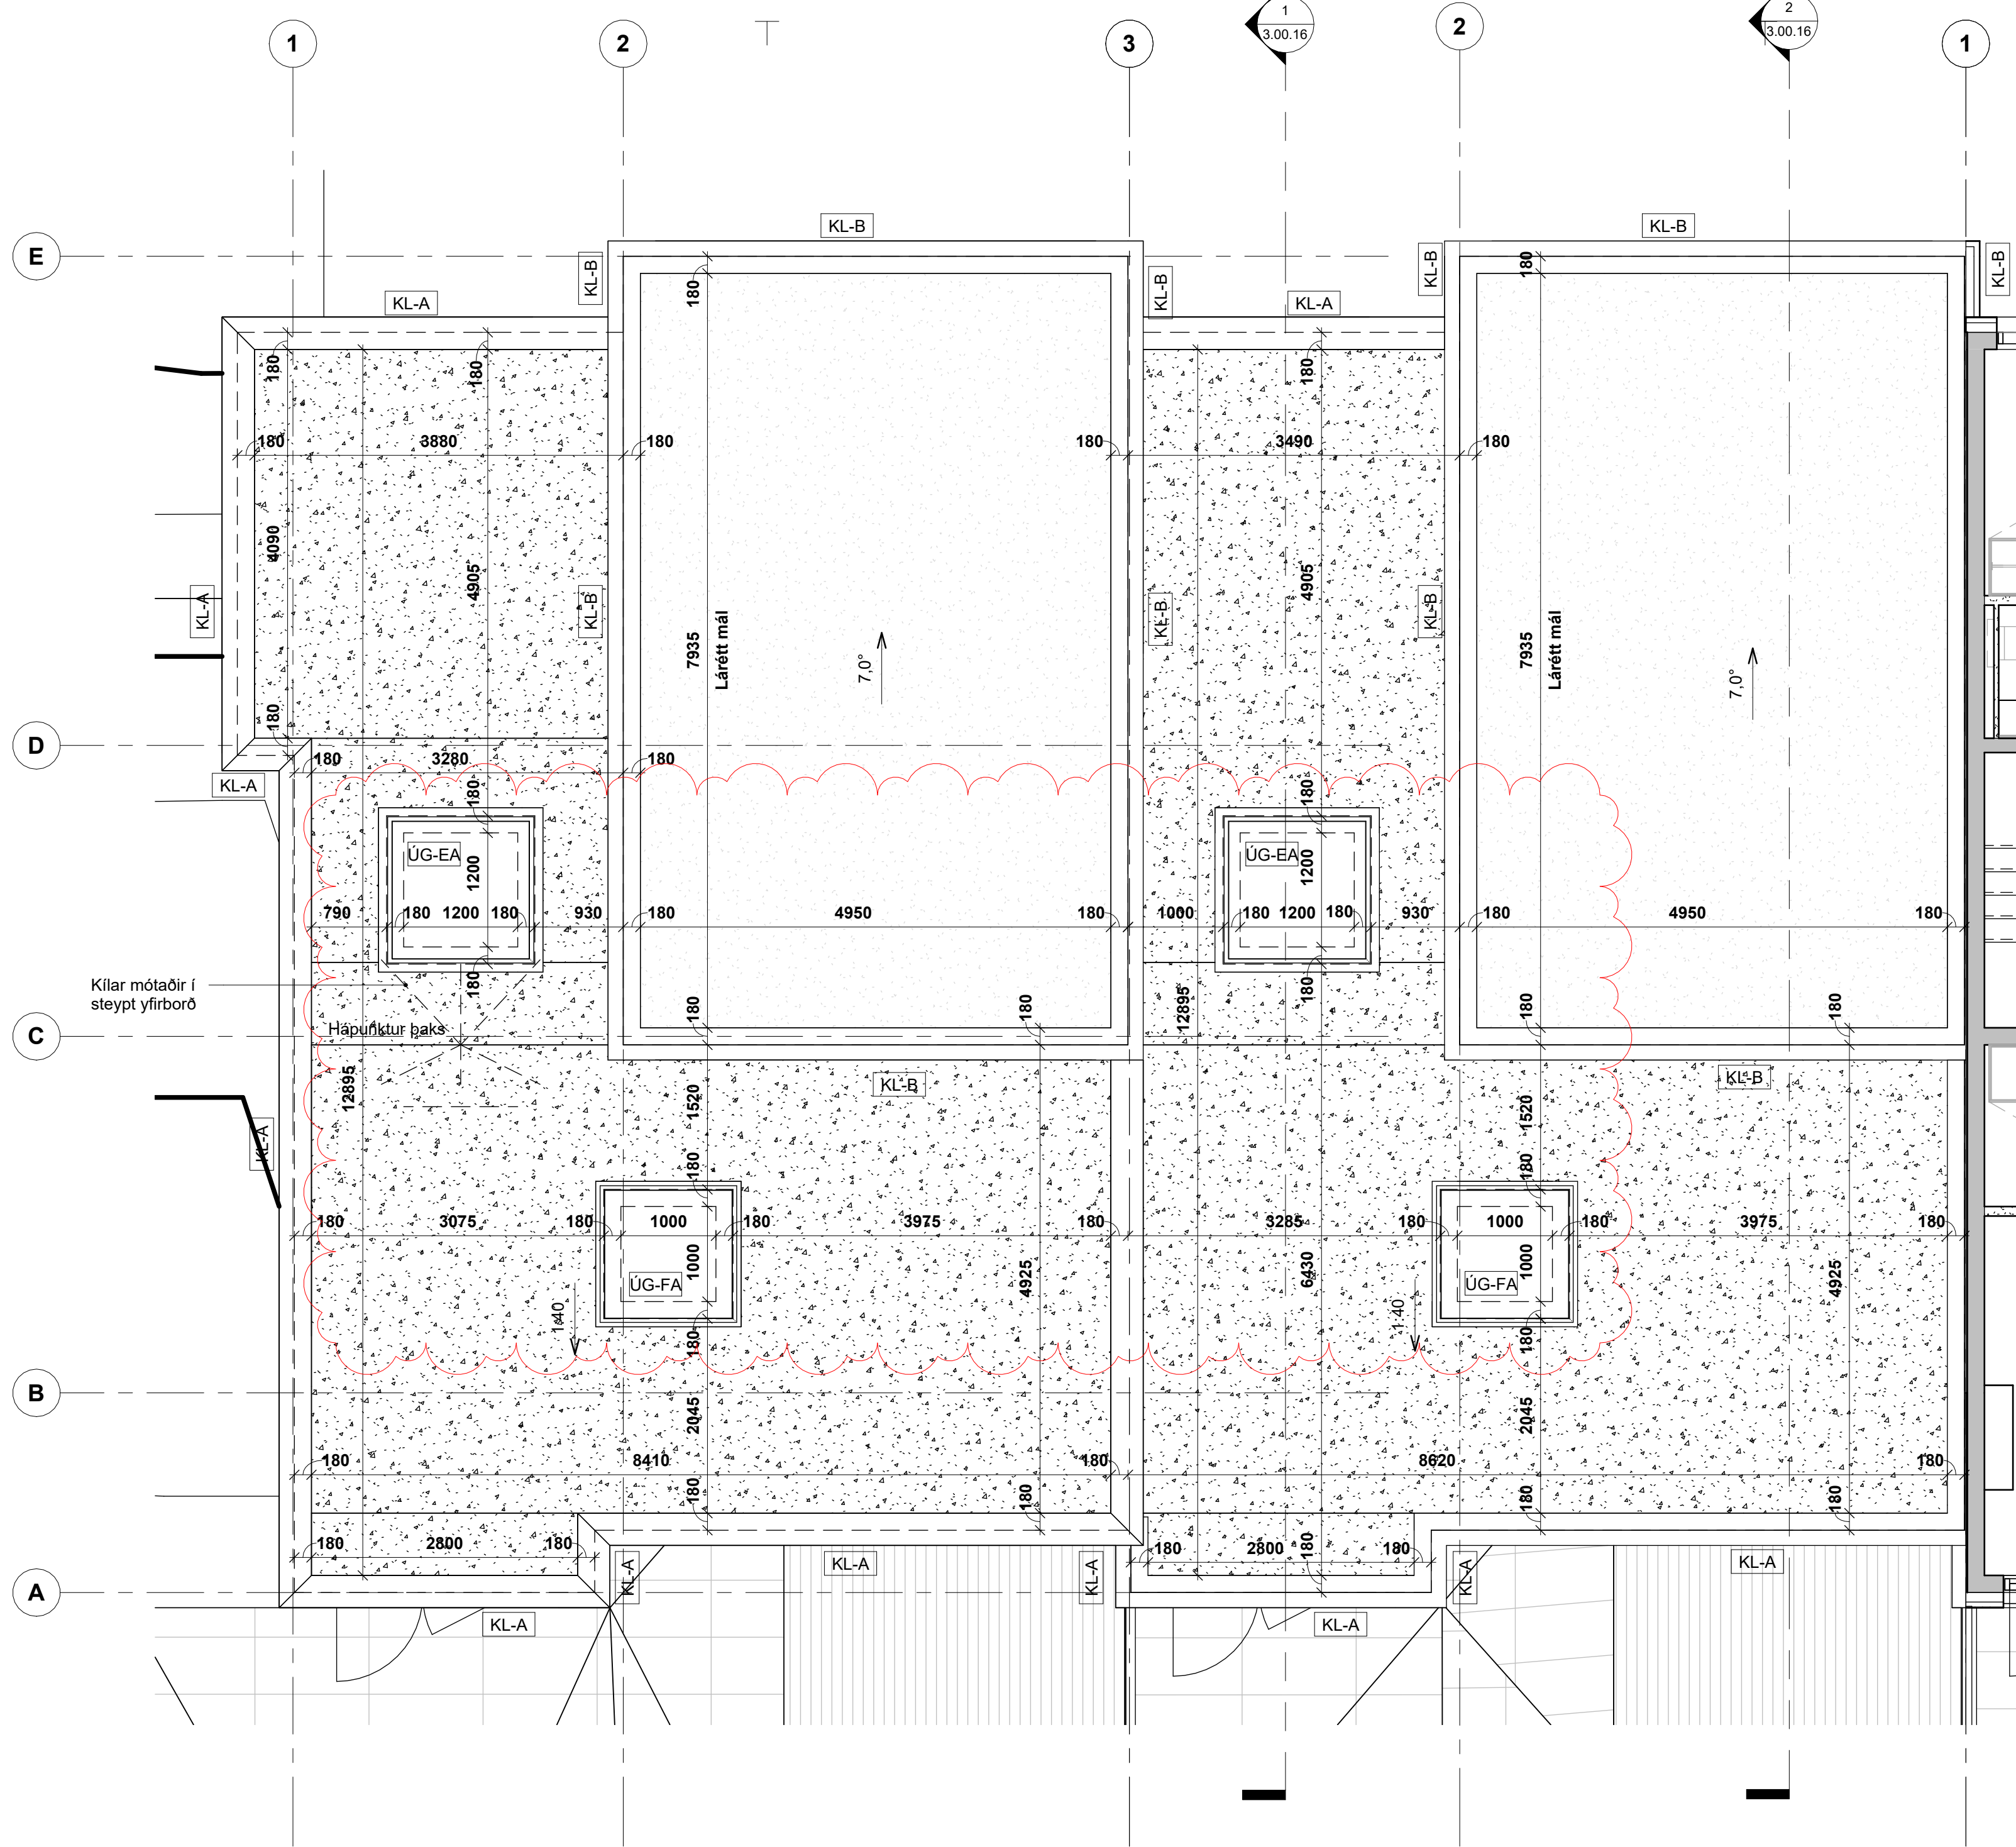 1
2
3
1
3.00.16
2
2
3.00.16
1
E
KL-B
KL-B
KL-B
KL-B
KL-B
KL-B
KL-A
KL-A
180
180
180
180
180
180
180
3880
180
180
3490
180
4090
4905
4905
KL-A
KL-B
KL-B
KL-B
7935
Lárétt mál
7,0°
7935
Lárétt mál
7,0°
180
D
180
3280
180
KL-A
180
180
ÚG-EA
1200
ÚG-EA
1200
790
180
1200
180
930
180
4950
180
1000
180
1200
180
930
180
4950
180
180
180
Kílar mótaðir í
steypt yfirborð
180
180
12895
180
180
C
Hápunktur þaks
12895
KL-B
KL-B
1520
1520
KL-A
180
180
180
3075
180
1000
180
3975
180
3285
180
1000
180
3975
180
1000
ÚG-FA
4925
6430
1000
ÚG-FA
4925
1:40
1:40
180
180
B
2045
2045
180
8410
180
8620
180
180
180
180
180
180
2800
180
180
2800
180
180
A
KL-A
KL-A
KL-A
KL-A
KL-A
KL-A
KL-A